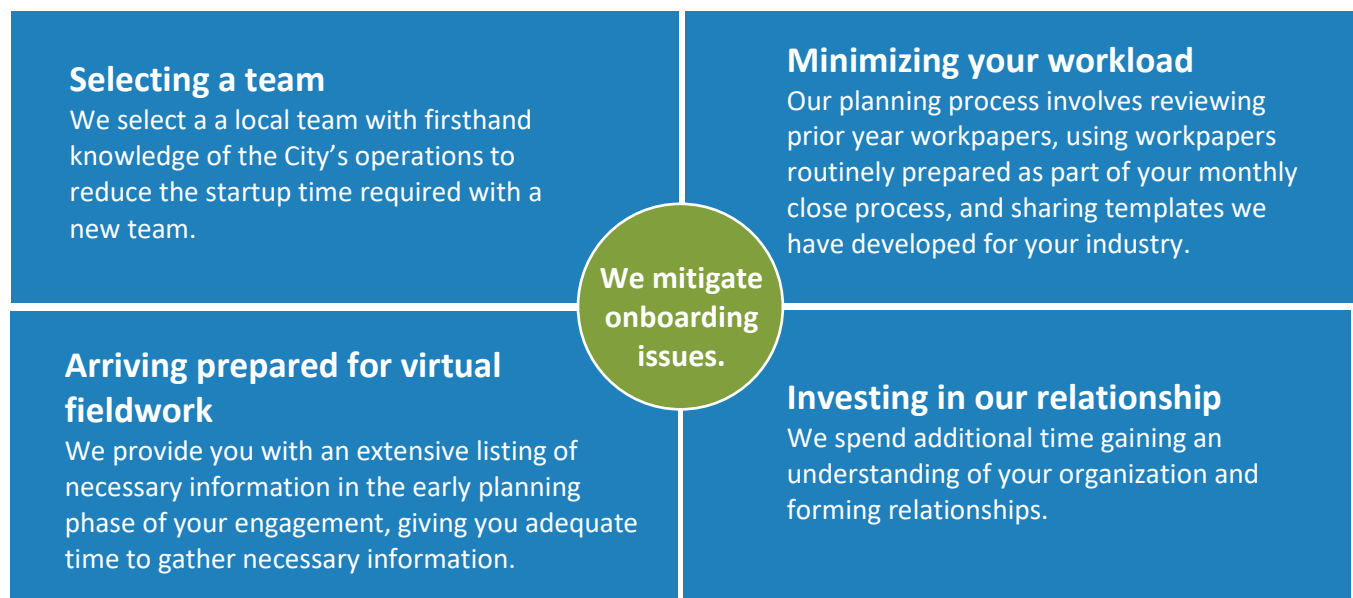 Selecting a team
We select a a local team with firsthand
knowledge of the City’s operations to
reduce the startup time required with a
new team.
Minimizing your workload
Our planning process involves reviewing
prior year workpapers, using workpapers
routinely prepared as part of your monthly
close process, and sharing templates we
have developed for your industry.
We mitigate
onboarding
issues.
Arriving prepared for virtual
fieldwork
We provide you with an extensive listing of
necessary information in the early planning
phase of your engagement, giving you adequate
time to gather necessary information.
Investing in our relationship
We spend additional time gaining an
understanding of your organization and
forming relationships.